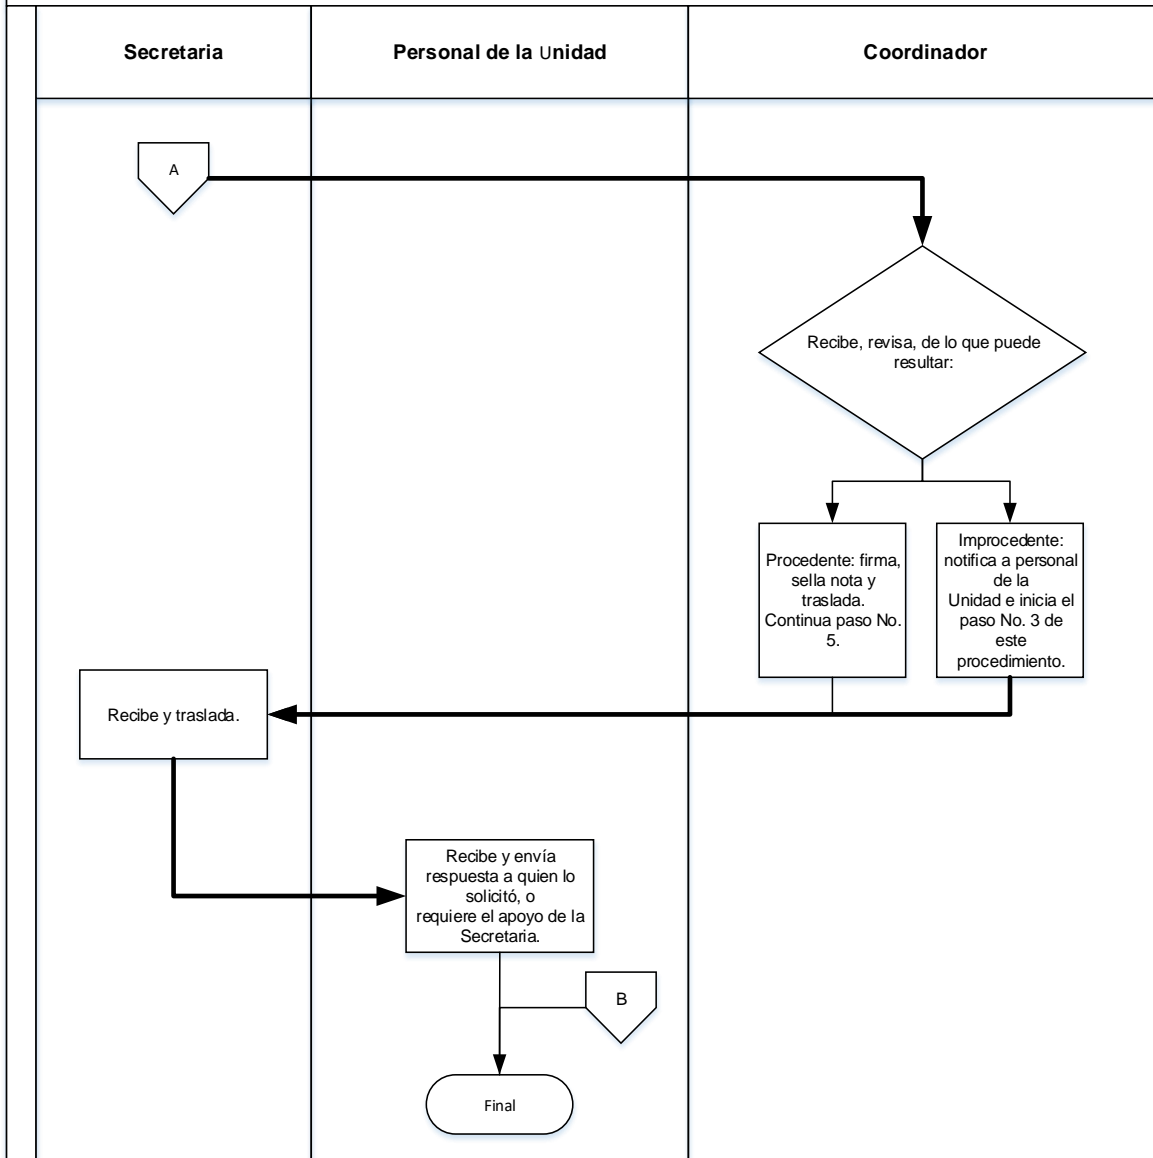 Secretaria
Personal de la Unidad
Coordinador
A
Recibe, revisa, de lo que puede
resultar:
Procedente: firma,
sella nota y
traslada.
Continua paso No.
5.
Improcedente:
notifica a personal
de la
Unidad e inicia el
paso No. 3 de
este
procedimiento.
Recibe y traslada.
Recibe y envía
respuesta a quien lo
solicitó, o
requiere el apoyo de la
Secretaria.
B
Final